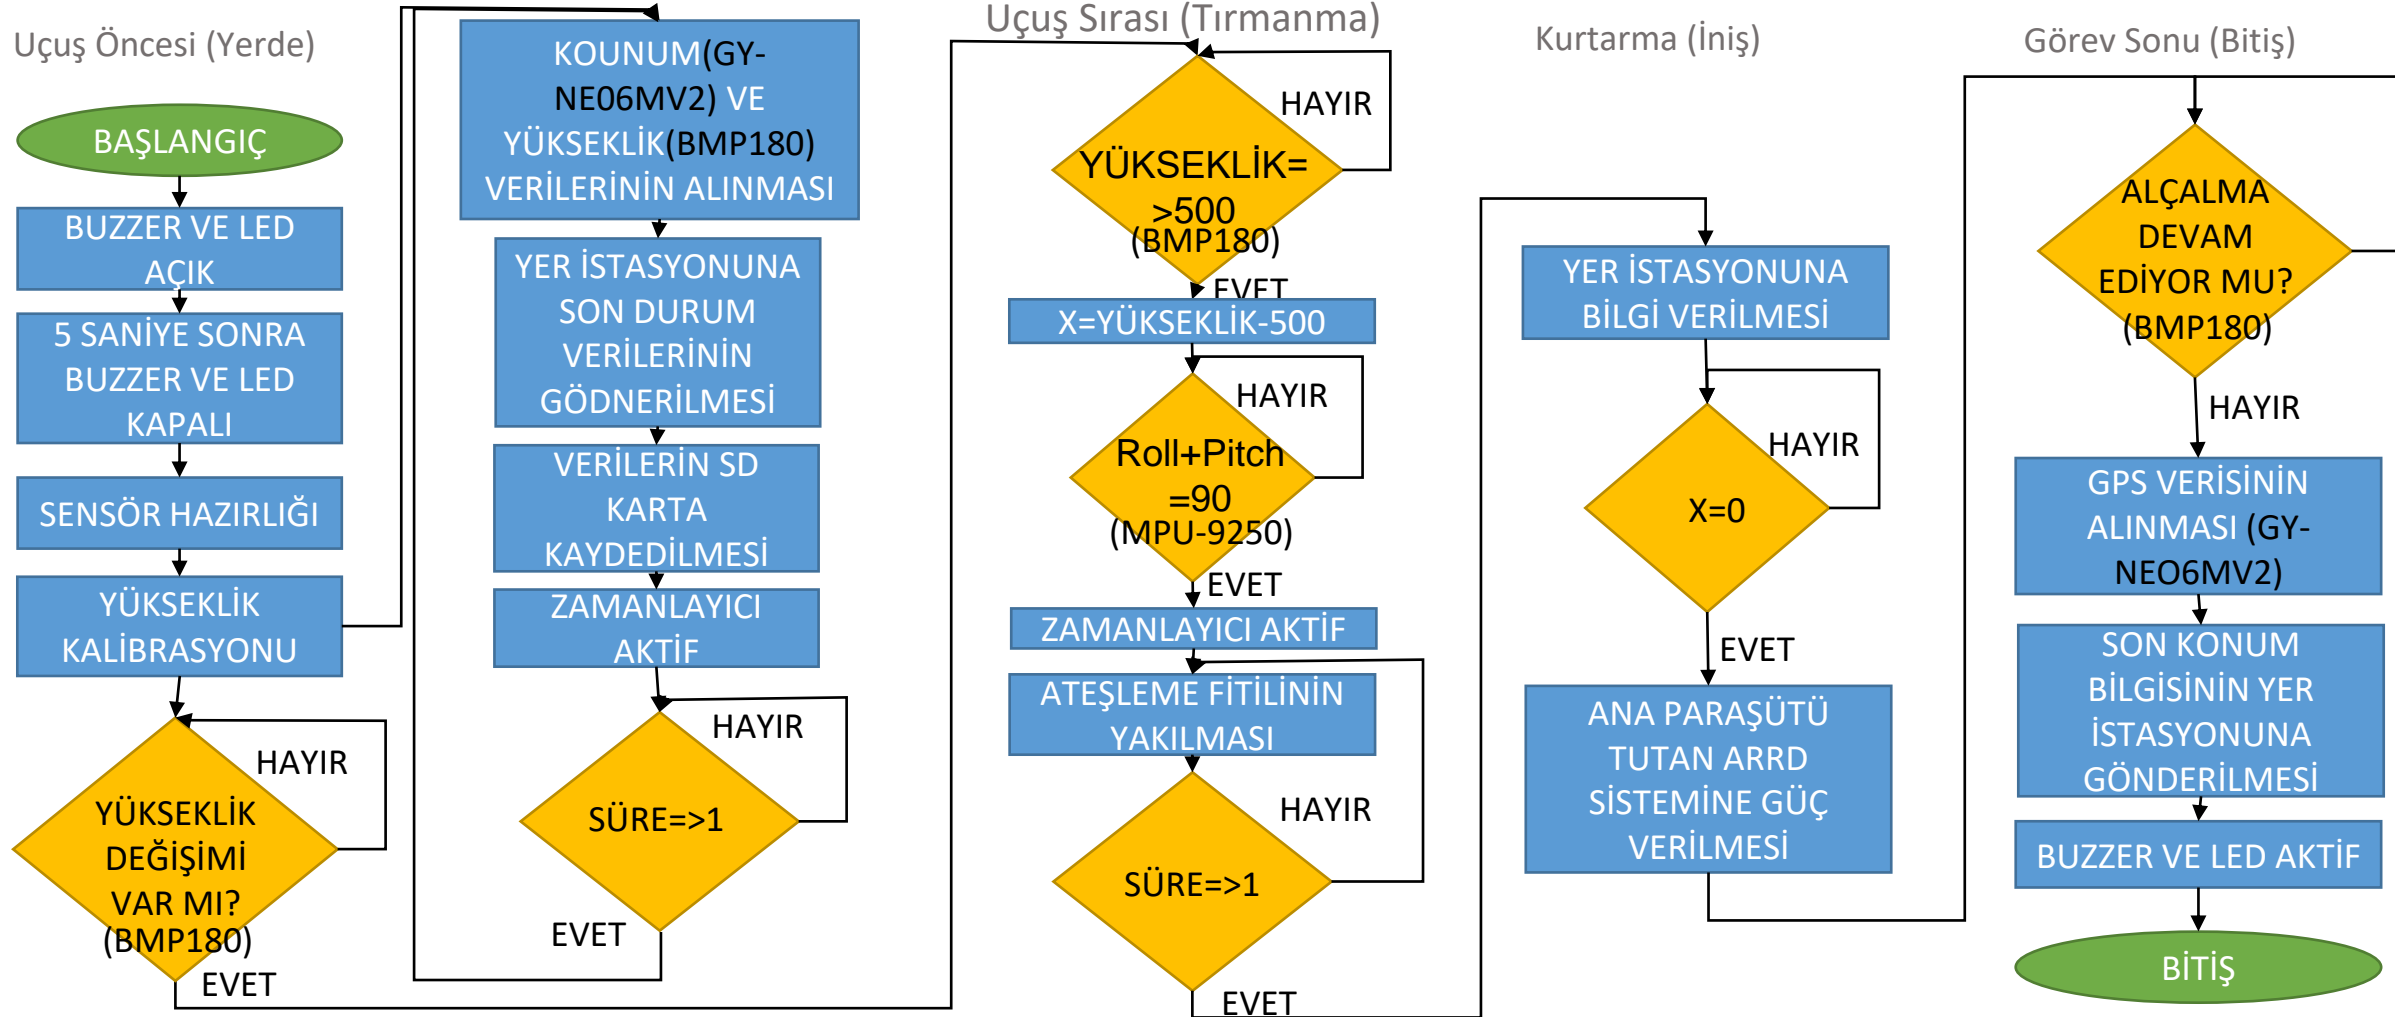 Uçuş Öncesi (Yerde)
BAŞLANGIÇ
BUZZER VE LED
AÇIK
5 SANİYE SONRA
BUZZER VE LED
KAPALI
SENSÖR HAZIRLIĞI
YÜKSEKLİK
KALİBRASYONU
HAYIR
YÜKSEKLİK
DEĞİŞİMİ
VAR MI?
(BMP180)
EVET
KOUNUM(GY-
NE06MV2) VE
YÜKSEKLİK(BMP180)
VERİLERİNİN ALINMASI
YER İSTASYONUNA
SON DURUM
VERİLERİNİN
GÖDNERİLMESİ
VERİLERİN SD
KARTA
KAYDEDİLMESİ
ZAMANLAYICI
AKTİF
HAYIR
SÜRE=>1
EVET
Uçuş Sırası (Tırmanma)
HAYIR
YÜKSEKLİK=
>500
(BMP180)
EVET
X=YÜKSEKLİK-500
HAYIR
Roll+Pitch
=90
(MPU-9250)
EVET
ZAMANLAYICI AKTİF
ATEŞLEME FİTİLİNİN
YAKILMASI
HAYIR
SÜRE=>1
EVET
Kurtarma (İniş)
YER İSTASYONUNA
BİLGİ VERİLMESİ
HAYIR
X=0
EVET
ANA PARAŞÜTÜ
TUTAN ARRD
SİSTEMİNE GÜÇ
VERİLMESİ
Görev Sonu (Bitiş)
ALÇALMA
DEVAM
EDİYOR MU?
(BMP180)
HAYIR
GPS VERİSİNİN
ALINMASI (GY-
NEO6MV2)
SON KONUM
BİLGİSİNİN YER
İSTASYONUNA
GÖNDERİLMESİ
BUZZER VE LED AKTİF
BİTİŞ